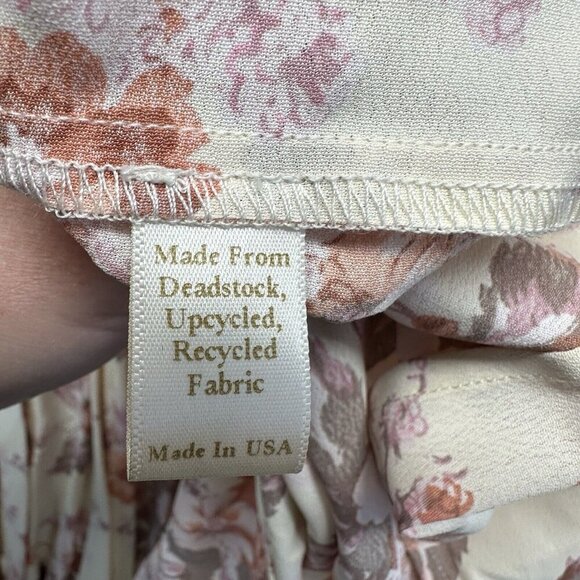 Made From
Deadstock,
Upcycled,
Recycled
Fabric
Made In USA